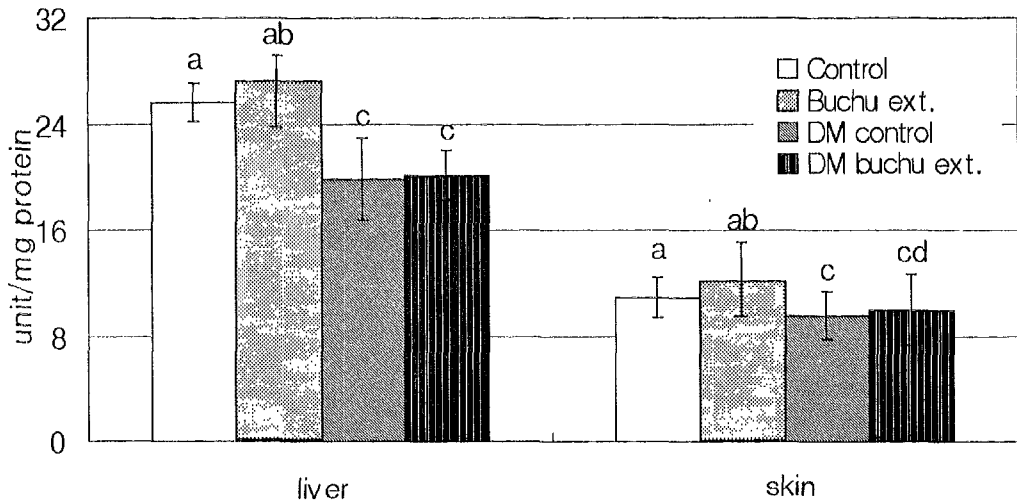 unit/mg protein
32
24
16
8
0
a
ab
c
c
a
ab
c
cd
Control
Buchu ext.
DM control
DM buchu ext.
liver
skin